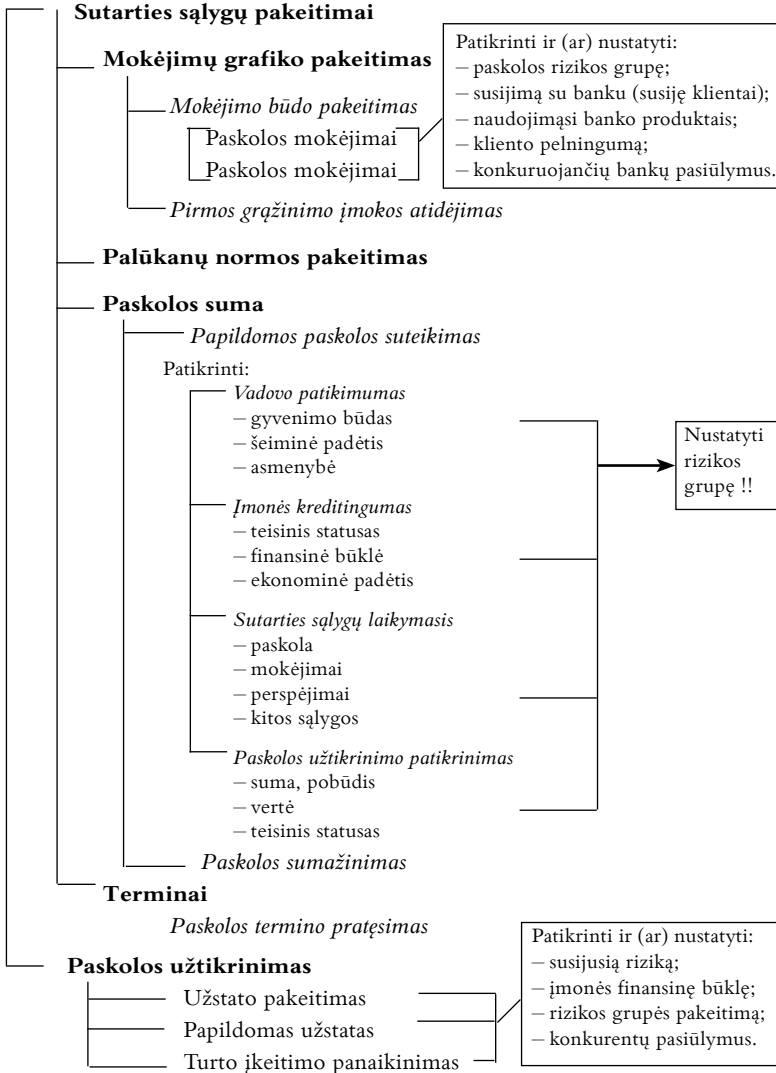 Sutarties sąlygų pakeitimai
Mokėjimų grafiko pakeitimas
Mokėjimo būdo pakeitimas
Paskolos mokėjimai
Paskolos mokėjimai
Pirmos grąžinimo įmokos atidėjimas
Patikrinti ir (ar) nustatyti:
– paskolos rizikos grupę;
– susijimą su banku (susiję klientai);
– naudojimąsi banko produktais;
– kliento pelningumą;
– konkuruojančių bankų pasiūlymus.
Palūkanų normos pakeitimas
Paskolos suma
Papildomos paskolos suteikimas
Patikrinti:
Vadovo patikimumas
– gyvenimo būdas
– šeiminė padėtis
– asmenybė
Įmonės kreditingumas
– teisinis statusas
– finansinė būklė
– ekonominė padėtis
Sutarties sąlygų laikymasis
– paskola
– mokėjimai
– perspėjimai
– kitos sąlygos
Paskolos užtikrinimo patikrinimas
– suma, pobūdis
– vertė
– teisinis statusas
Nustatyti
rizikos
grupę !!
Paskolos sumažinimas
Terminai
Paskolos termino pratęsimas
Paskolos užtikrinimas
Užstato pakeitimas
Papildomas užstatas
Turto įkeitimo panaikinimas
Patikrinti ir (ar) nustatyti:
– susijusią riziką;
– įmonės finansinę būklę;
– rizikos grupės pakeitimą;
– konkurentų pasiūlymus.